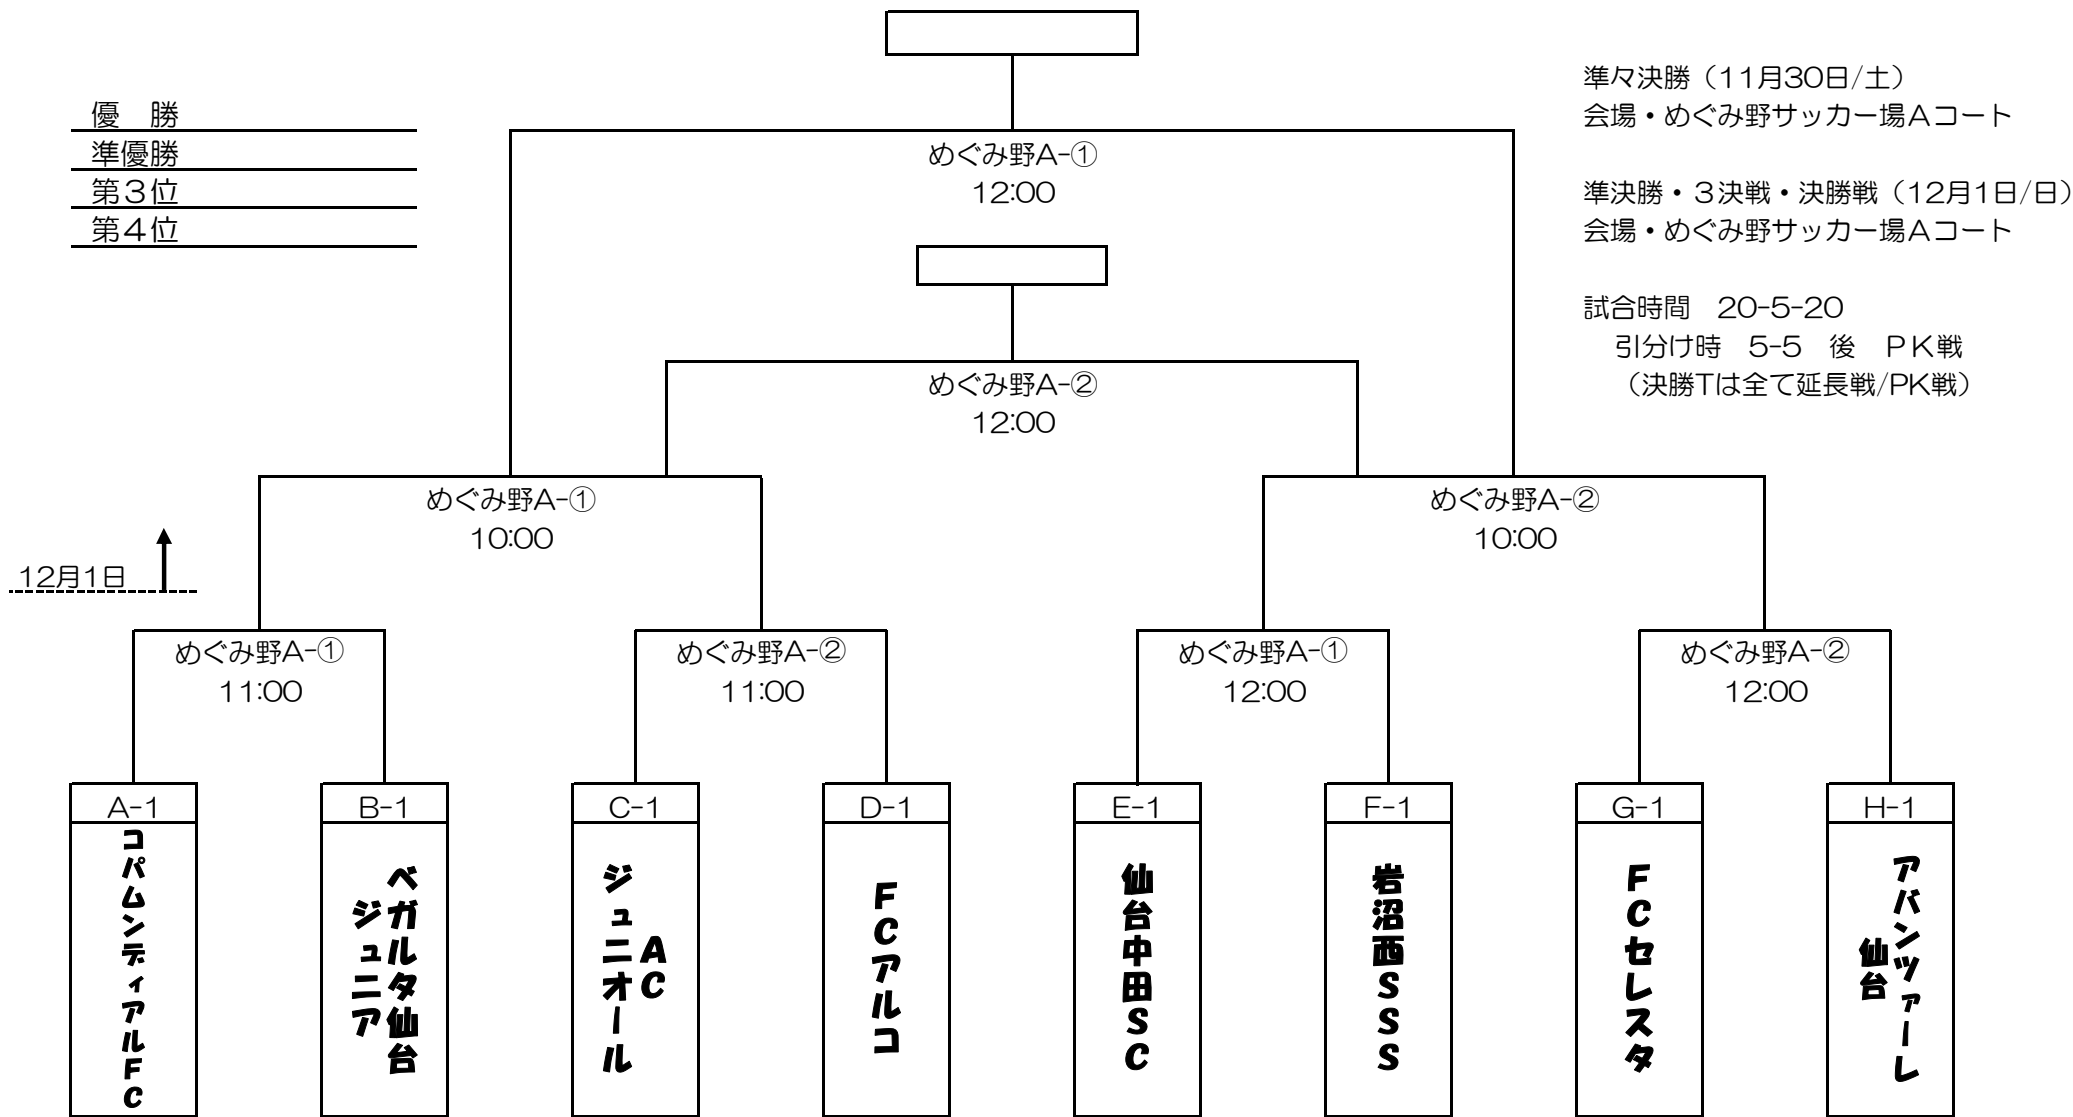 優　勝
準優勝
第３位
第４位
準々決勝（11月30日/土）
会場・めぐみ野サッカー場Ａコート
準決勝・３決戦・決勝戦（12月1日/日）
会場・めぐみ野サッカー場Ａコート
試合時間　20-5-20
引分け時　5-5　後　ＰＫ戦
（決勝Tは全て延長戦/PK戦）
めぐみ野A-①
12:00
めぐみ野A-②
12:00
めぐみ野A-①
10:00
めぐみ野A-②
10:00
12月1日
めぐみ野A-①
11:00
めぐみ野A-②
11:00
めぐみ野A-①
12:00
めぐみ野A-②
12:00
A-1
コパムンディアルFC
B-1
ベガルタ仙台
ジュニア
C-1
AC
ジュニオール
D-1
FCアルコ
E-1
仙台中田SC
F-1
岩沼西SSS
G-1
FCセレスタ
H-1
アバンツァーレ
仙台